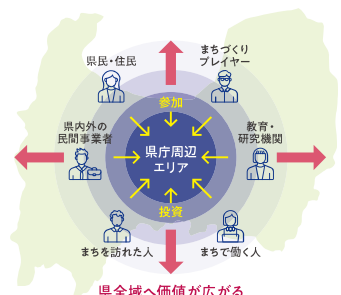 県民・住民
まちづくり
プレイヤー
参加
県内外の
民間事業者
県庁周辺
エリア
教育・
研究機関
投資
まちを訪れた人
まちで働く人
県全域へ価値が広がる